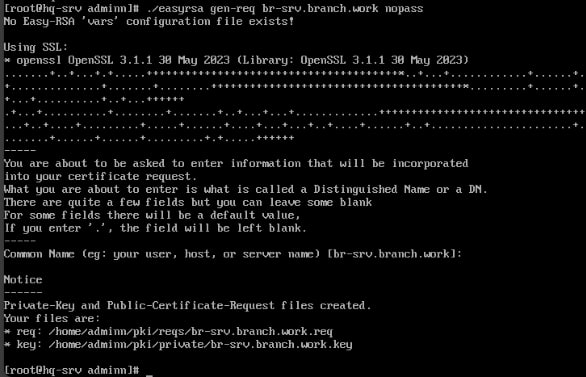 [root@hq-srv adminn]# ./easyrsa gen-req br-srv.branch.work nopass
No Easy-RSA 'vars' configuration file exists!
Using SSL:
* openssl OpenSSL 3.1.1 30 May 2023 (Library: OpenSSL 3.1.1 30 May 2023)
-----
You are about to be asked to enter information that will be incorporated
into your certificate request.
What you are about to enter is what is called a Distinguished Name or a DN.
There are quite a few fields but you can leave some blank
For some fields there will be a default value,
If you enter '.', the field will be left blank.
-----
Common Name (eg: your user, host, or server name) [br-srv.branch.work]:
Notice
------
Private-Key and Public-Certificate-Request files created.
Your files are:
* req: /home/adminn/pki/reqs/br-srv.branch.work.req
* key: /home/adminn/pki/private/br-srv.branch.work.key
[root@hq-srv adminn]# _